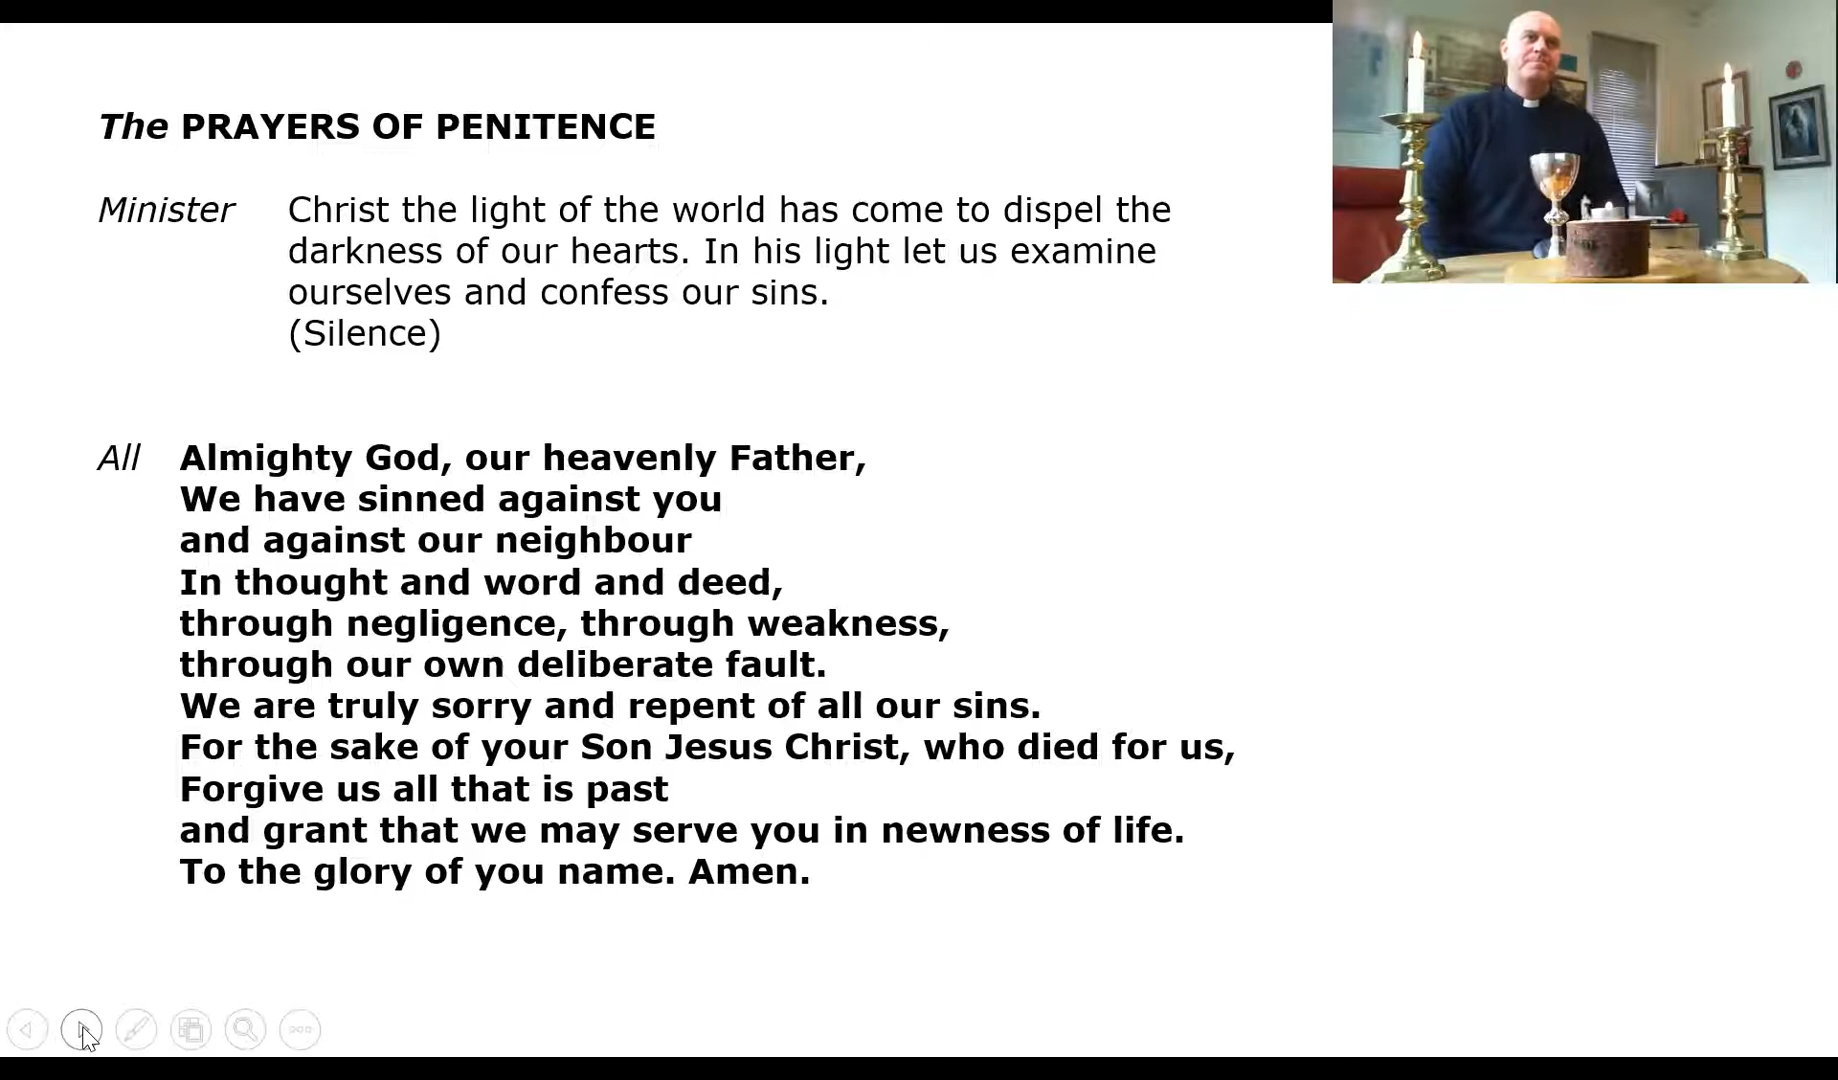 The PRAYERS OF PENITENCE
Minister Christ the light of the world has come to dispel the
darkness of our hearts. In his light let us examine
ourselves and confess our sins.
(Silence)
All Almighty God, our heavenly Father,
We have sinned against you
and against our neighbour
In thought and word and deed,
through negligence, through weakness,
through our own deliberate fault.
We are truly sorry and repent of all our sins.
For the sake of your Son Jesus Christ, who died for us,
Forgive us all that is past
and grant that we may serve you in newness of life.
To the glory of you name. Amen.